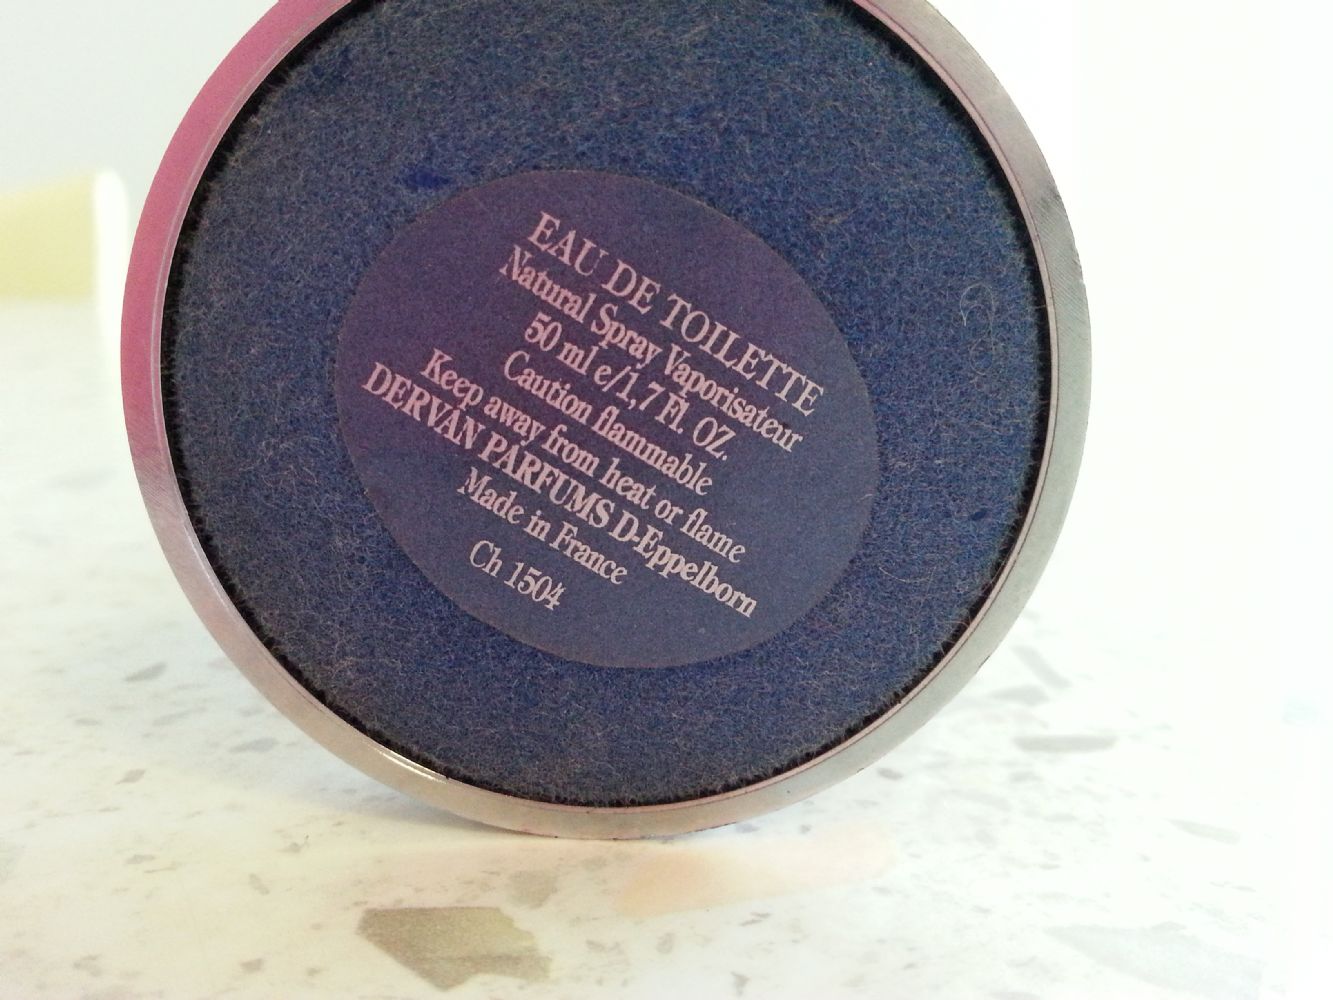 EAU DE TOILETTE
Natural Spray Vaporisateur
50 ml e/1,7 Fl. OZ.
Caution flammable
Keep away from heat or flame
DERVAN PARFUMS D-Eppelborn
Made in France
Ch 1504